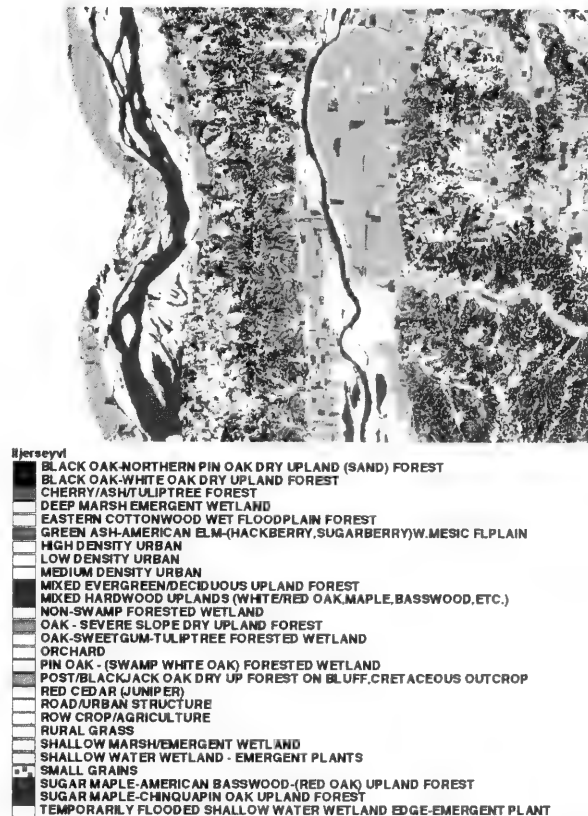 Iljerseyvl
BLACK OAK-NORTHERN PIN OAK DRY UPLAND (SAND) FOREST
BLACK OAK-WHITE OAK DRY UPLAND FOREST
CHERRY/ASH/TULIPTREE FOREST
DEEP MARSH EMERGENT WETLAND
EASTERN COTTONWOOD WET FLOODPLAIN FOREST
GREEN ASH-AMERICAN ELM-(HACKBERRY,SUGARBERRY)W.MESIC FLPLAIN
HIGH DENSITY URBAN
LOW DENSITY URBAN
MEDIUM DENSITY URBAN
MIXED EVERGREEN/DECIDUOUS UPLAND FOREST
MIXED HARDWOOD UPLANDS (WHITE/RED OAK,MAPLE,BASSWOOD,ETC.)
NON-SWAMP FORESTED WETLAND
OAK - SEVERE SLOPE DRY UPLAND FOREST
OAK-SWEETGUM-TULIPTREE FORESTED WETLAND
ORCHARD
PIN OAK - (SWAMP WHITE OAK) FORESTED WETLAND
POST/BLACKJACK OAK DRY UP FOREST ON BLUFF,CRETACEOUS OUTCROP
RED CEDAR (JUNIPER)
ROAD/URBAN STRUCTURE
ROW CROP/AGRICULTURE
RURAL GRASS
SHALLOW MARSH/EMERGENT WETLAND
SHALLOW WATER WETLAND - EMERGENT PLANTS
SMALL GRAINS
SUGAR MAPLE-AMERICAN BASSWOOD-(RED OAK) UPLAND FOREST
SUGAR MAPLE-CHINQUAPIN OAK UPLAND FOREST
TEMPORARILY FLOODED SHALLOW WATER WETLAND EDGE-EMERGENT PLANT